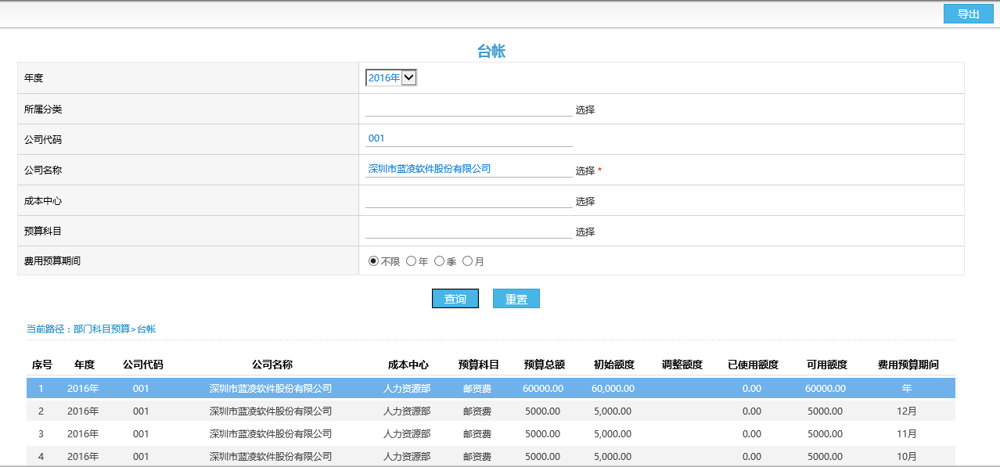 导出
台帐
年度 2016年
所属分类 选择
公司代码 001
公司名称 深圳市蓝凌软件股份有限公司 选择 *
成本中心 选择
预算科目 选择
费用预算期间 不限 年 季 月
查询 重置
当前路径：部门科目预算>台帐
序号 年度 公司代码 公司名称 成本中心 预算科目 预算总额 初始额度 调整额度 已使用额度 可用额度 费用预算期间
1 2016年 001 深圳市蓝凌软件股份有限公司 人力资源部 邮资费 60000.00 60,000.00 0.00 60000.00 年
2 2016年 001 深圳市蓝凌软件股份有限公司 人力资源部 邮资费 5000.00 5,000.00 0.00 5000.00 12月
3 2016年 001 深圳市蓝凌软件股份有限公司 人力资源部 邮资费 5000.00 5,000.00 0.00 5000.00 11月
4 2016年 001 深圳市蓝凌软件股份有限公司 人力资源部 邮资费 5000.00 5,000.00 0.00 5000.00 10月